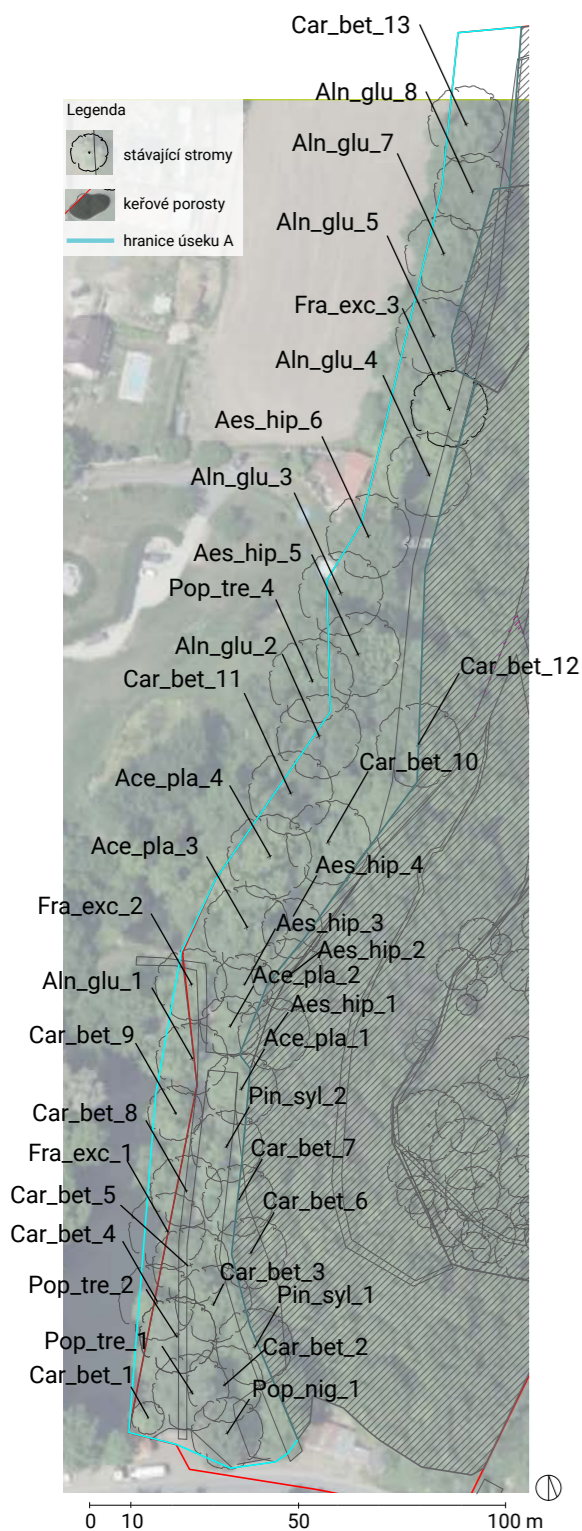 Car_bet_13
Aln_glu_8
Legenda
Aln_glu_7
stávající stromy
keřové porosty
Aln_glu_5
hranice úseku A
Fra_exc_3
Aln_glu_4
Aes_hip_6
Aln_glu_3
Aes_hip_5
Pop_tre_4
Aln_glu_2
Car_bet_12
Car_bet_11
Car_bet_10
Ace_pla_4
Ace_pla_3
Aes_hip_4
Fra_exc_2
Aes_hip_3
Aes_hip_2
Ace_pla_2
Aln_glu_1
Aes_hip_1
Car_bet_9
Ace_pla_1
Pin_syl_2
Car_bet_8
Fra_exc_1
Car_bet_7
Car_bet_5
Car_bet_6
Car_bet_4
Car_bet_3
Pop_tre_2
Pin_syl_1
Pop_tre_1
Car_bet_2
Car_bet_1
Pop_nig_1
0 10 50 100 m